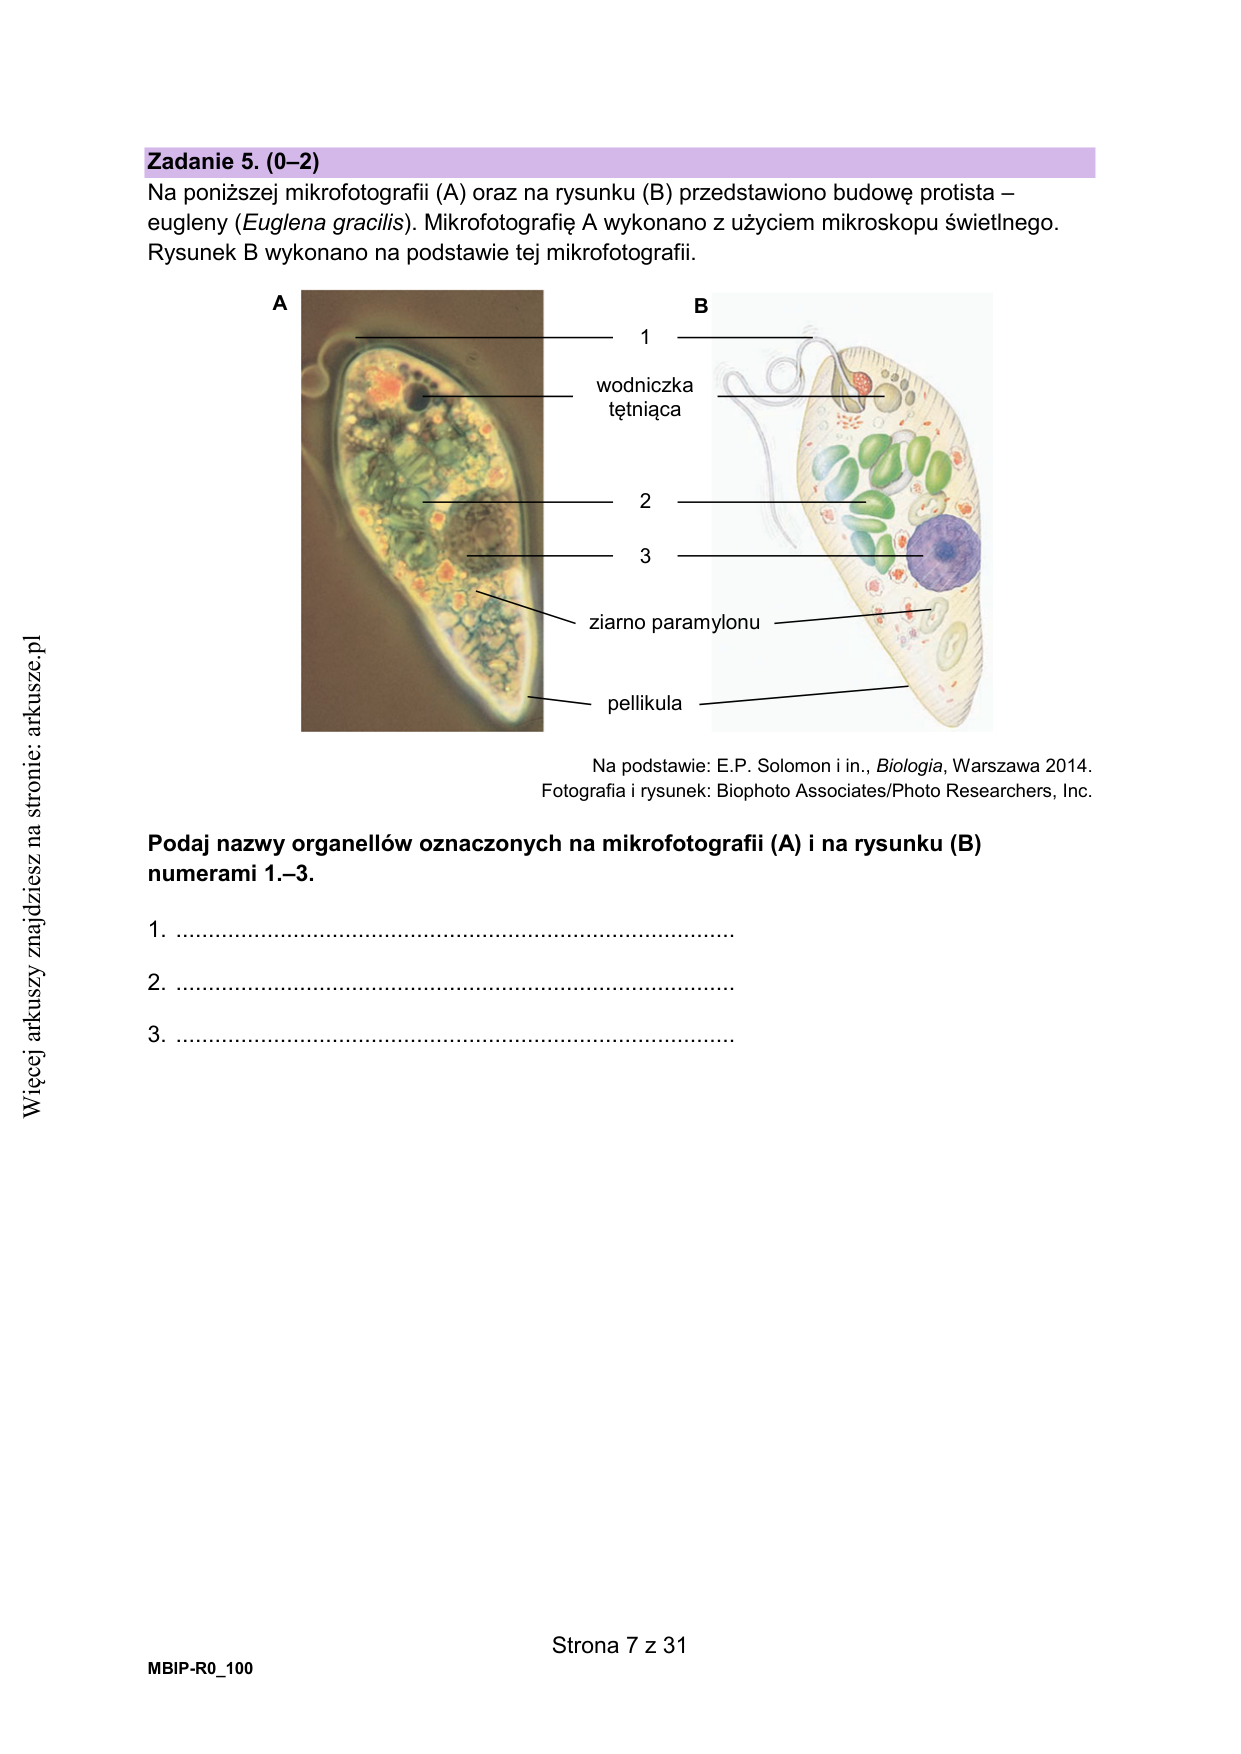 Zadanie 5. (0–2)
Na poniższej mikrofotografii (A) oraz na rysunku (B) przedstawiono budowę protista –
eugleny (Euglena gracilis). Mikrofotografię A wykonano z użyciem mikroskopu świetlnego.
Rysunek B wykonano na podstawie tej mikrofotografii.
A
B
1
wodniczka
tętniąca
2
3
ziarno paramylonu
pellikula
Na podstawie: E.P. Solomon i in., Biologia, Warszawa 2014.
Fotografia i rysunek: Biophoto Associates/Photo Researchers, Inc.
Podaj nazwy organellów oznaczonych na mikrofotografii (A) i na rysunku (B)
numerami 1.–3.
1. ......................................................................................
2. ......................................................................................
3. ......................................................................................
Więcej arkuszy znajdziesz na stronie: arkusze.pl
Strona 7 z 31
MBIP-R0_100